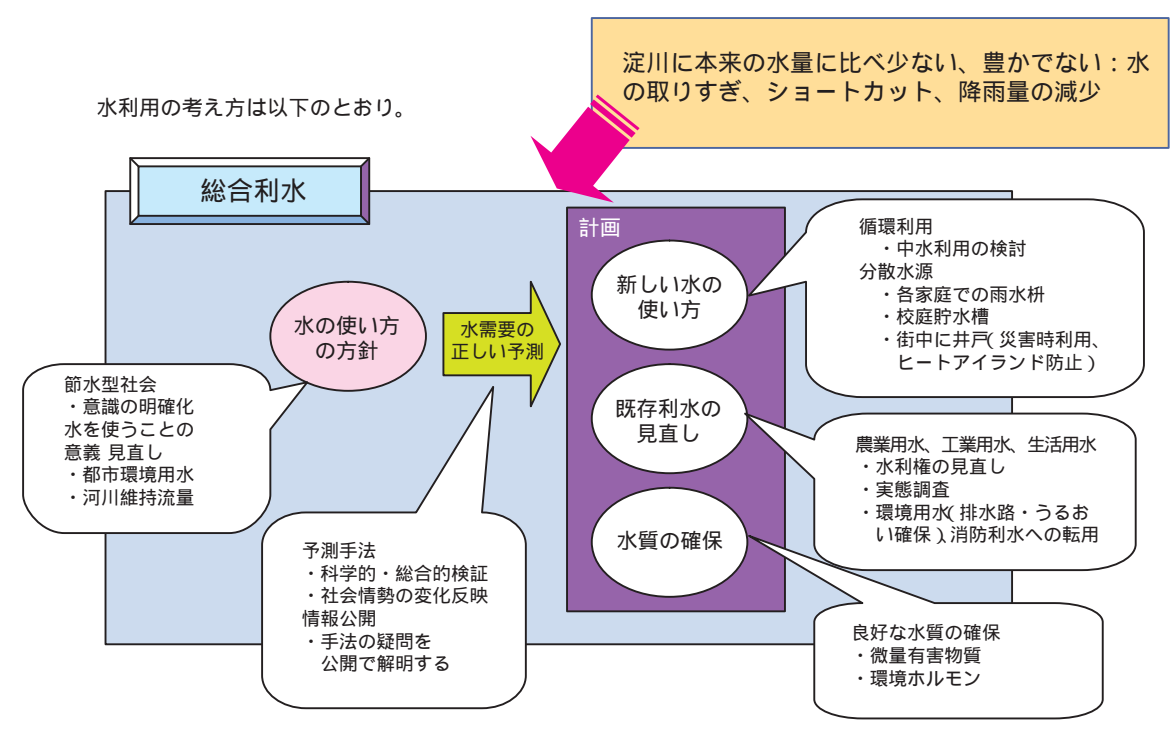 淀川に本来の水量に比べ少ない、豊かでない：水
の取りすぎ、ショートカット、降雨量の減少
水利用の考え方は以下のとおり。
総合利水
水の使い方
の方針
節水型社会
・意識の明確化
水を使うことの
意義 見直し
・都市環境用水
・河川維持流量
水需要の
正しい予測
予測手法
・科学的・総合的検証
・社会情勢の変化反映
情報公開
・手法の疑問を
公開で解明する
計画
新しい水の
使い方
循環利用
・中水利用の検討
分散水源
・各家庭での雨水枡
・校庭貯水槽
・街中に井戸（災害時利用、
ヒートアイランド防止）
既存利水の
見直し
農業用水、工業用水、生活用水
・水利権の見直し
・実態調査
・環境用水（排水路・うるお
い確保）、消防利水への転用
水質の確保
良好な水質の確保
・微量有害物質
・環境ホルモン